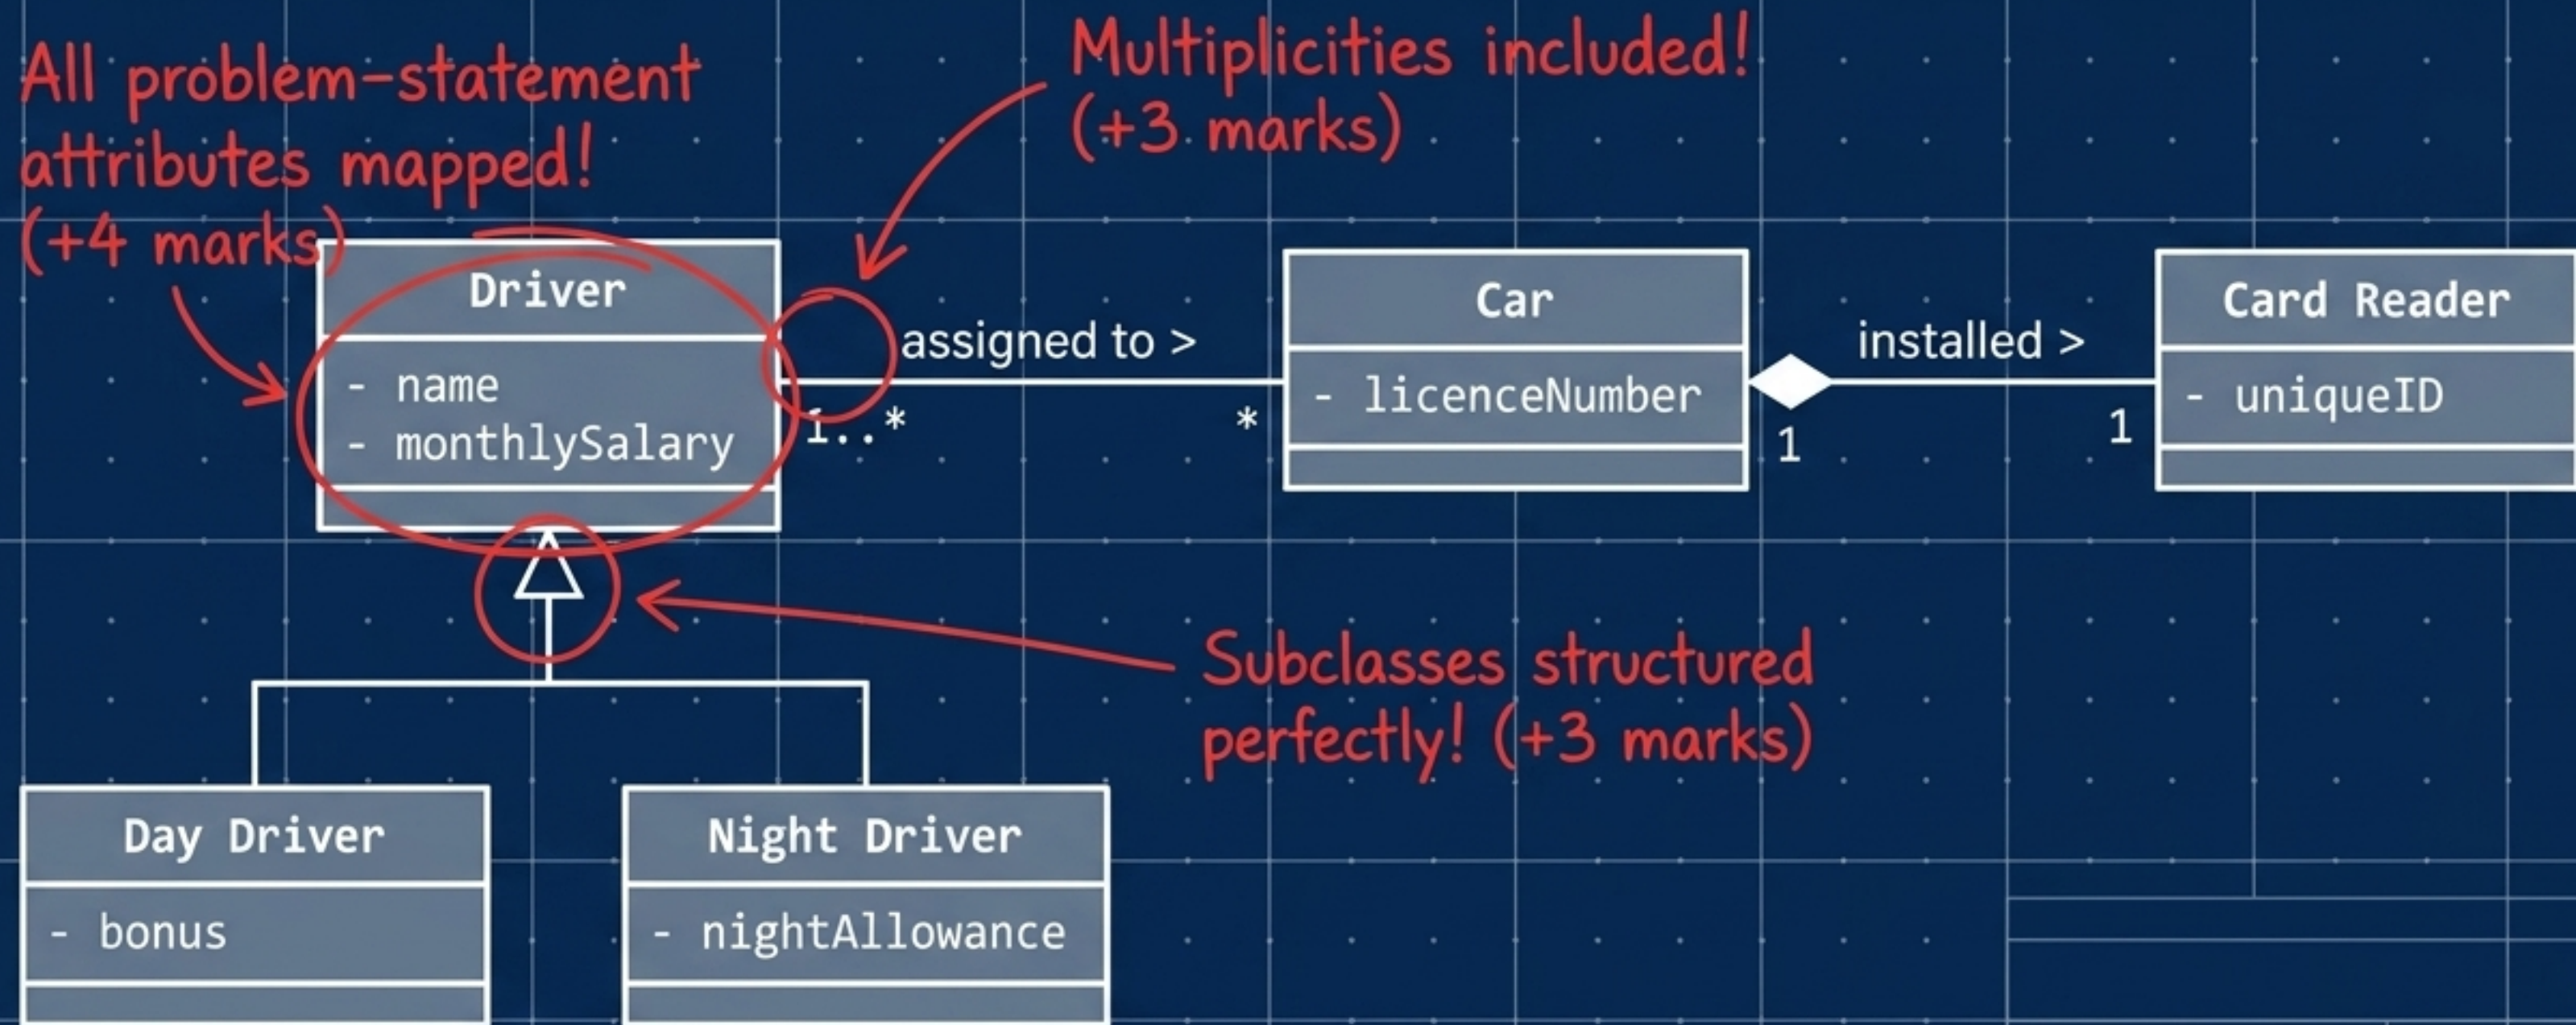 All problem-statement
attributes mapped!
(+4 marks)
Multiplicities included!
(+3 marks)
Driver
- name
- monthlySalary
assigned to >
1..*
*
Car
- licenceNumber
installed >
1
1
Card Reader
- uniqueID
Subclasses structured
perfectly! (+3 marks)
Day Driver
- bonus
Night Driver
- nightAllowance